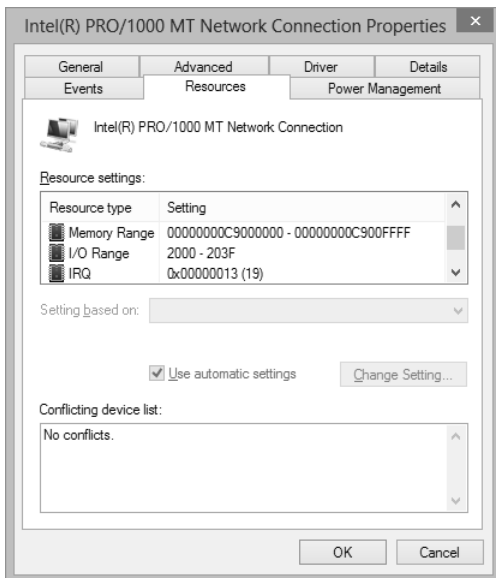 Intel(R) PRO/1000 MT Network Connection Properties
General Advanced Driver Details
Events Resources Power Management
Intel(R) PRO/1000 MT Network Connection
Resource settings:
Resource type Setting
Memory Range 00000000C9000000 - 00000000C900FFFF
I/O Range 2000 - 203F
IRQ 0x00000013 (19)
Setting based on:
Use automatic settings Change Setting...
Conflicting device list:
No conflicts.
OK Cancel